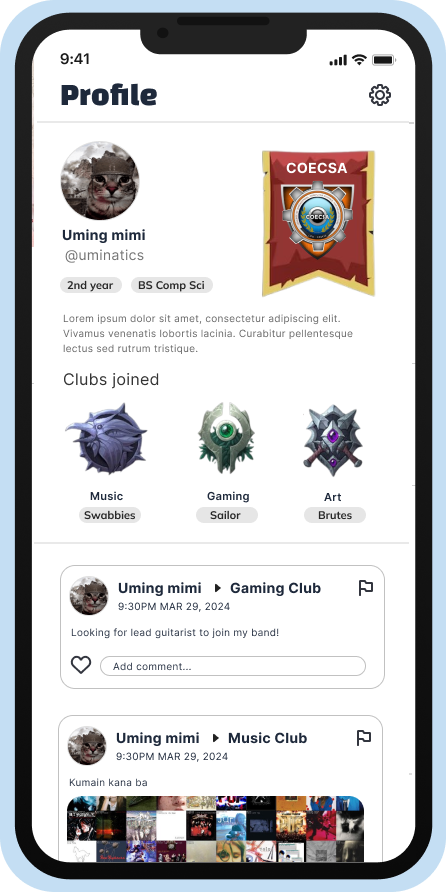 9:41
Profile
COECSA
COECSA
Uming mimi
@uminatics
2nd year BS Comp Sci
Lorem ipsum dolor sit amet, consectetur adipiscing elit.
Vivamus venenatis lobortis lacinia. Curabitur pellentesque
lectus sed rutrum tristique.
Clubs joined
Music Gaming Art
Swabbies Sailor Brutes
Uming mimi Gaming Club
9:30PM MAR 29, 2024
Looking for lead guitarist to join my band!
Add comment...
Uming mimi Music Club
9:30PM MAR 29, 2024
Kumain kana ba